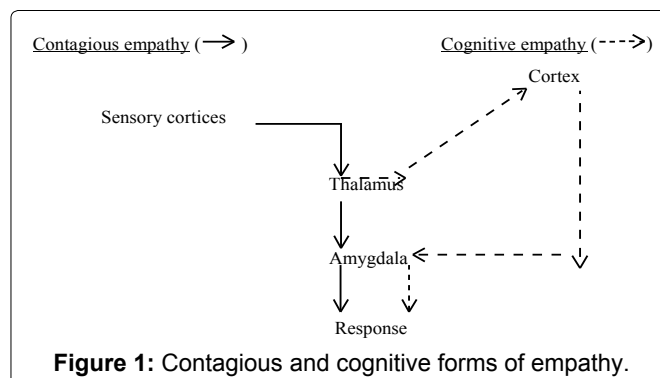 Contagious empathy (→) Cognitive empathy (---->)
Cortex
Sensory cortices
Thalamus
Amygdala
Response
Figure 1: Contagious and cognitive forms of empathy.